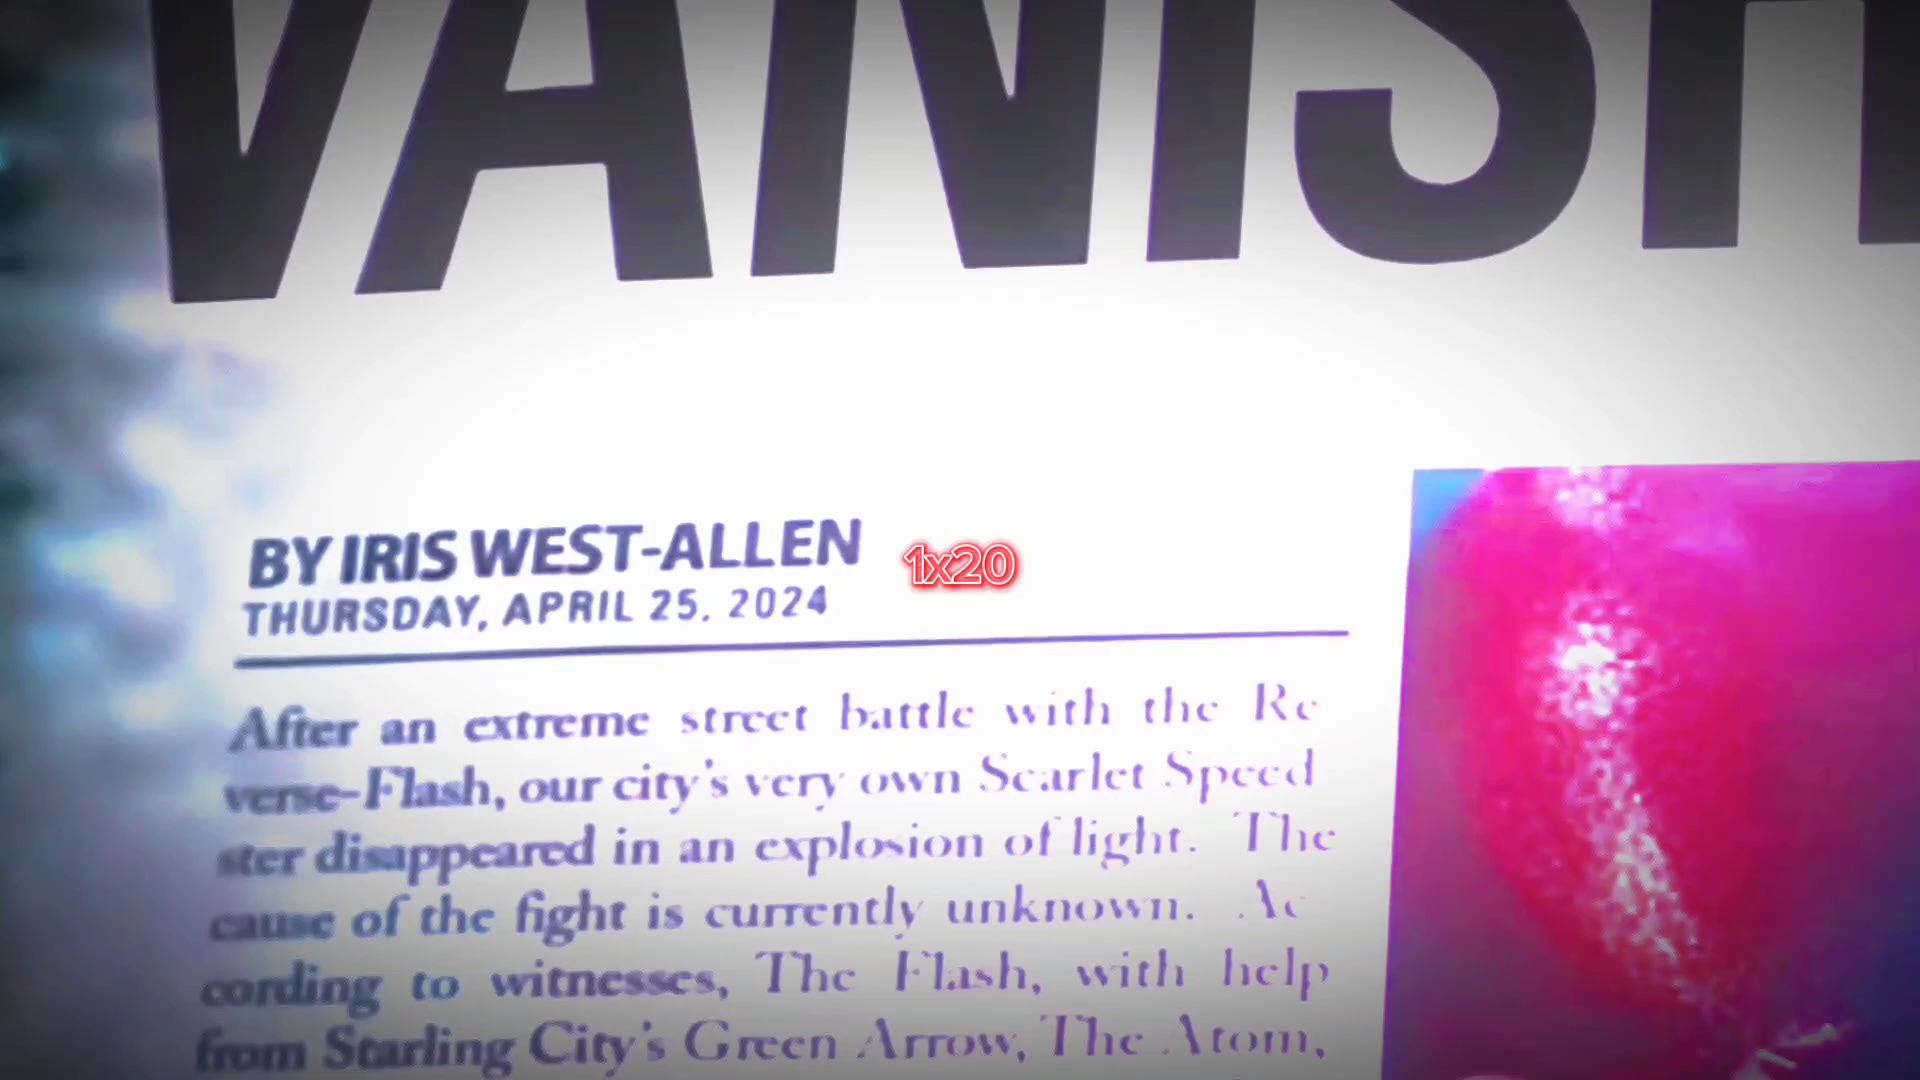 VANISH
BY IRIS WEST-ALLEN
1x20
THURSDAY, APRIL 25, 2024
After an extreme street battle with the Re
verse-Flash, our city's very own Scarlet Speed
ster disappeared in an explosion of light. The
cause of the fight is currently unknown. Ac
cording to witnesses, The Flash, with help
from Starling City's Green Arrow, The Atom,